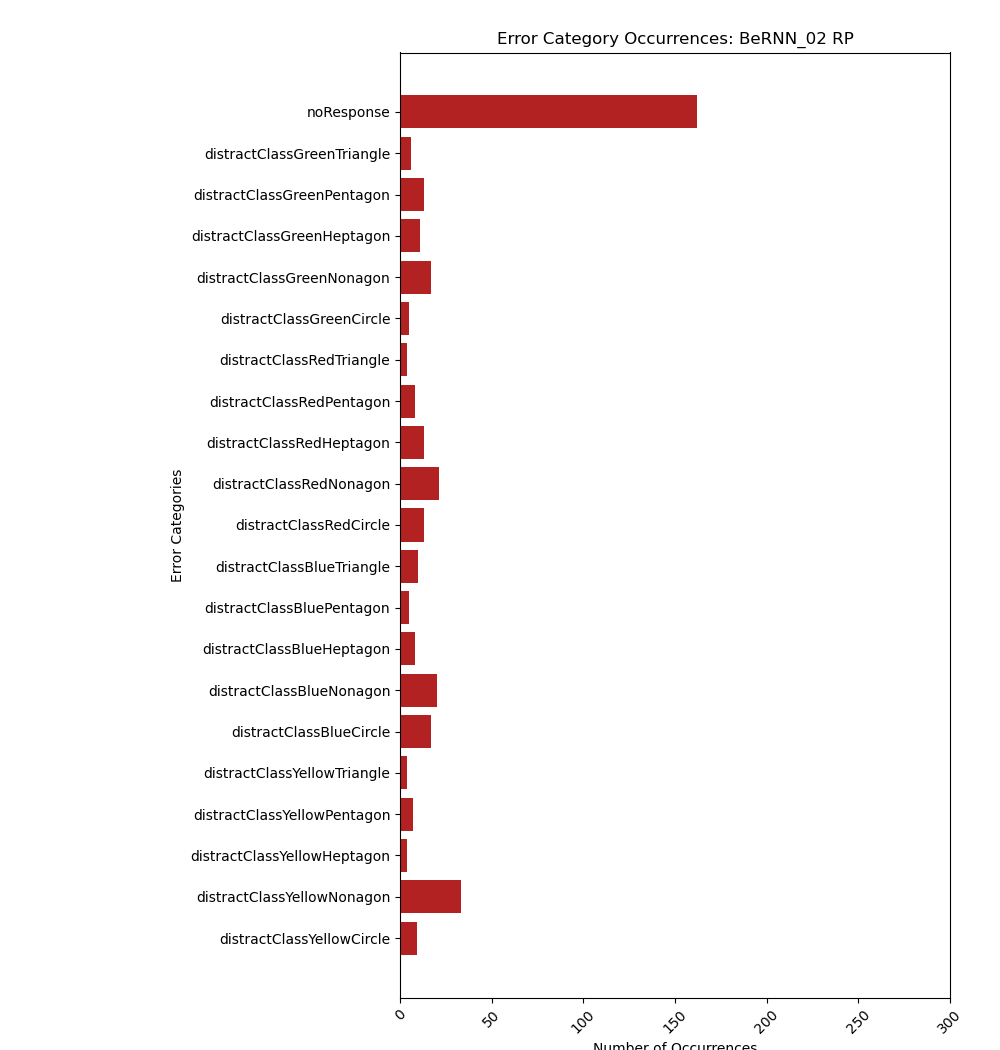 Error Category Occurrences: BeRNN_02 RP
noResponse
distractClassGreenTriangle
distractClassGreenPentagon
distractClassGreenHeptagon
distractClassGreenNonagon
distractClassGreenCircle
distractClassRedTriangle
distractClassRedPentagon
distractClassRedHeptagon
distractClassRedNonagon
distractClassRedCircle
distractClassBlueTriangle
distractClassBluePentagon
distractClassBlueHeptagon
distractClassBlueNonagon
distractClassBlueCircle
distractClassYellowTriangle
distractClassYellowPentagon
distractClassYellowHeptagon
distractClassYellowNonagon
distractClassYellowCircle
Error Categories
0 50 100 150 200 250 300
Number of Occurrences